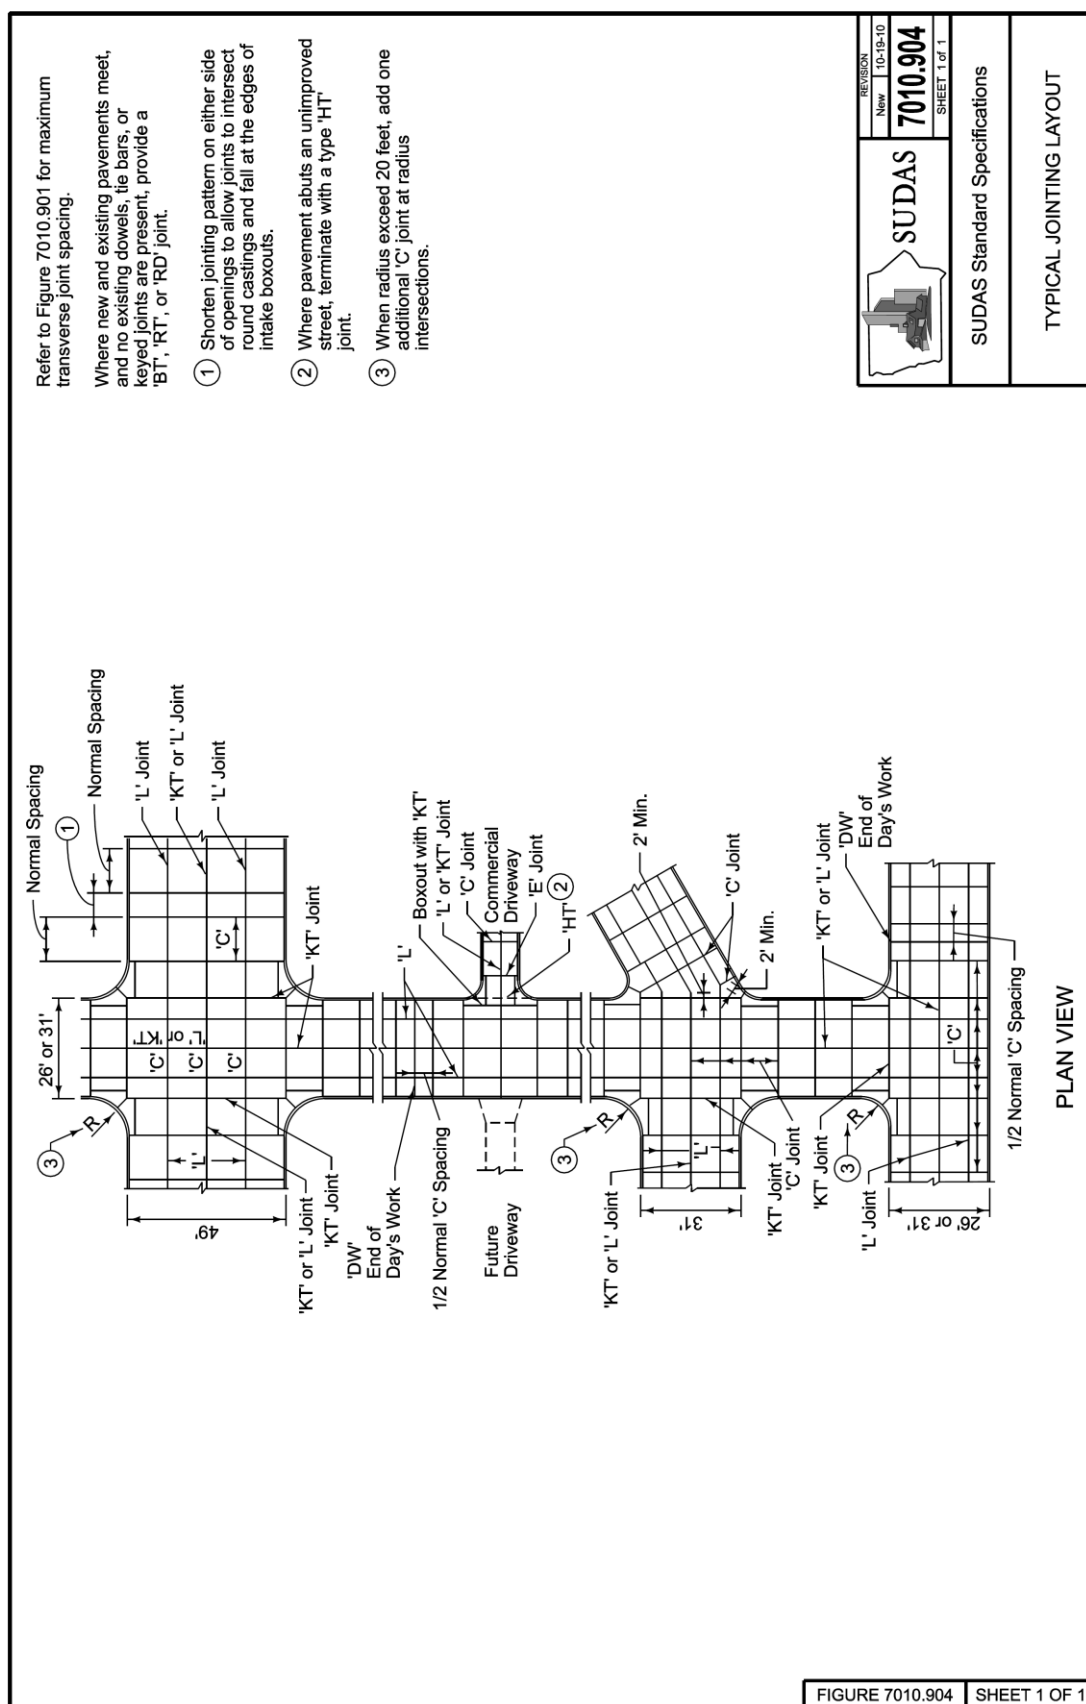 Refer to Figure 7010.901 for maximum
transverse joint spacing.
Where new and existing pavements meet,
and no existing dowels, tie bars, or
keyed joints are present, provide a
'BT', 'RT', or 'RD' joint.
1 Shorten jointing pattern on either side
of openings to allow joints to intersect
round castings and fall at the edges of
intake boxouts.
2 Where pavement abuts an unimproved
street, terminate with a type 'HT'
joint.
3 When radius exceed 20 feet, add one
additional 'C' joint at radius
intersections.
Normal Spacing
1
Normal Spacing
'L' Joint
'KT' or 'L' Joint
'L' Joint
'C'
'KT' Joint
26' or 31'
'L' or 'KT'
'C'
'C'
'C'
3
R
'L'
49'
'KT' or 'L' Joint
'KT' Joint
'DW'
End of
Day's Work
1/2 Normal 'C' Spacing
'L'
Boxout with 'KT'
'L' or 'KT' Joint
'C' Joint
Commercial
Driveway
'E' Joint
'HT' 2
Future
Driveway
3
R
'KT' or 'L' Joint
'L'
31'
'KT' Joint
'C' Joint
'KT' Joint
2' Min.
'C' Joint
2' Min.
'KT' or 'L' Joint
'DW'
End of
Day's Work
3
R
'L' Joint
26' or 31'
'C'
1/2 Normal 'C' Spacing
PLAN VIEW
SUDAS
REVISION
New 10-19-10
7010.904
SHEET 1 of 1
SUDAS Standard Specifications
TYPICAL JOINTING LAYOUT
FIGURE 7010.904 SHEET 1 OF 1